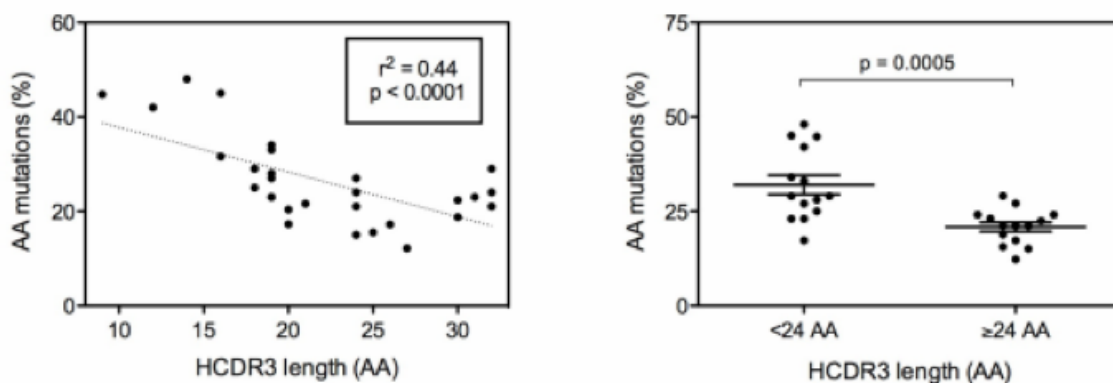 60
40
20
0
AA mutations (%)
r² = 0.44
p < 0.0001
10 15 20 25 30
HCDR3 length (AA)
75
50
25
0
AA mutations (%)
p = 0.0005
<24 AA ≥24 AA
HCDR3 length (AA)